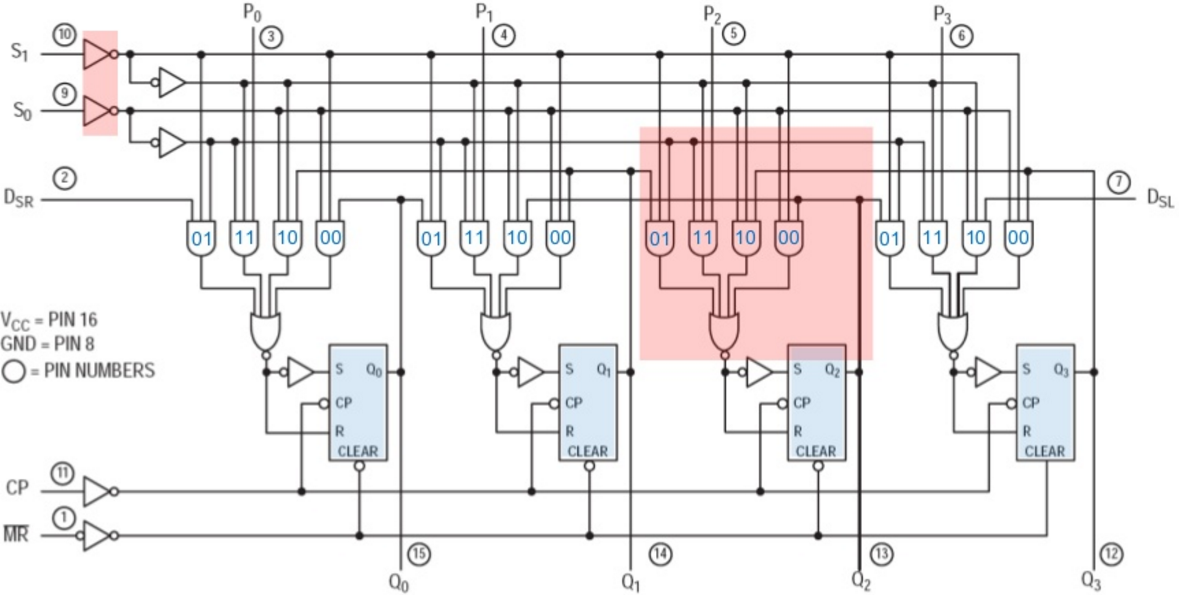 P0 P1 P2 P3
10 3 4 5 6
S1
9
S0
2 7
DSR DSL
01 11 10 00 01 11 10 00 01 11 10 00 01 11 10 00
VCC = PIN 16
GND = PIN 8
= PIN NUMBERS
S Q0 S Q1 S Q2 S Q3
CP CP CP CP
R R R R
CLEAR CLEAR CLEAR CLEAR
11
CP
1
MR
15 14 13 12
Q0 Q1 Q2 Q3